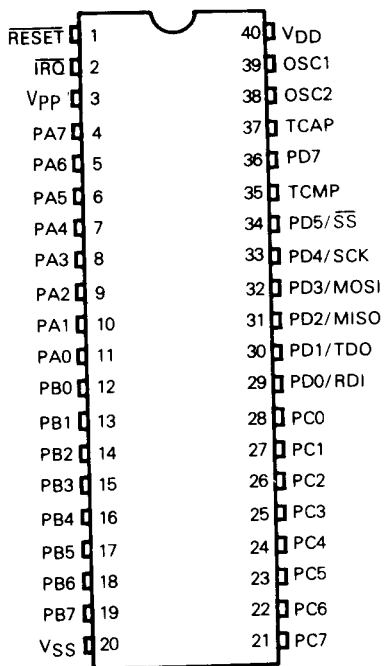 RESET 1 40 VDD
IRQ 2 39 OSC1
VPP 3 38 OSC2
PA7 4 37 TCAP
PA6 5 36 PD7
PA5 6 35 TCMP
PA4 7 34 PD5/SS
PA3 8 33 PD4/SCK
PA2 9 32 PD3/MOSI
PA1 10 31 PD2/MISO
PA0 11 30 PD1/TDO
PB0 12 29 PD0/RDI
PB1 13 28 PC0
PB2 14 27 PC1
PB3 15 26 PC2
PB4 16 25 PC3
PB5 17 24 PC4
PB6 18 23 PC5
PB7 19 22 PC6
VSS 20 21 PC7